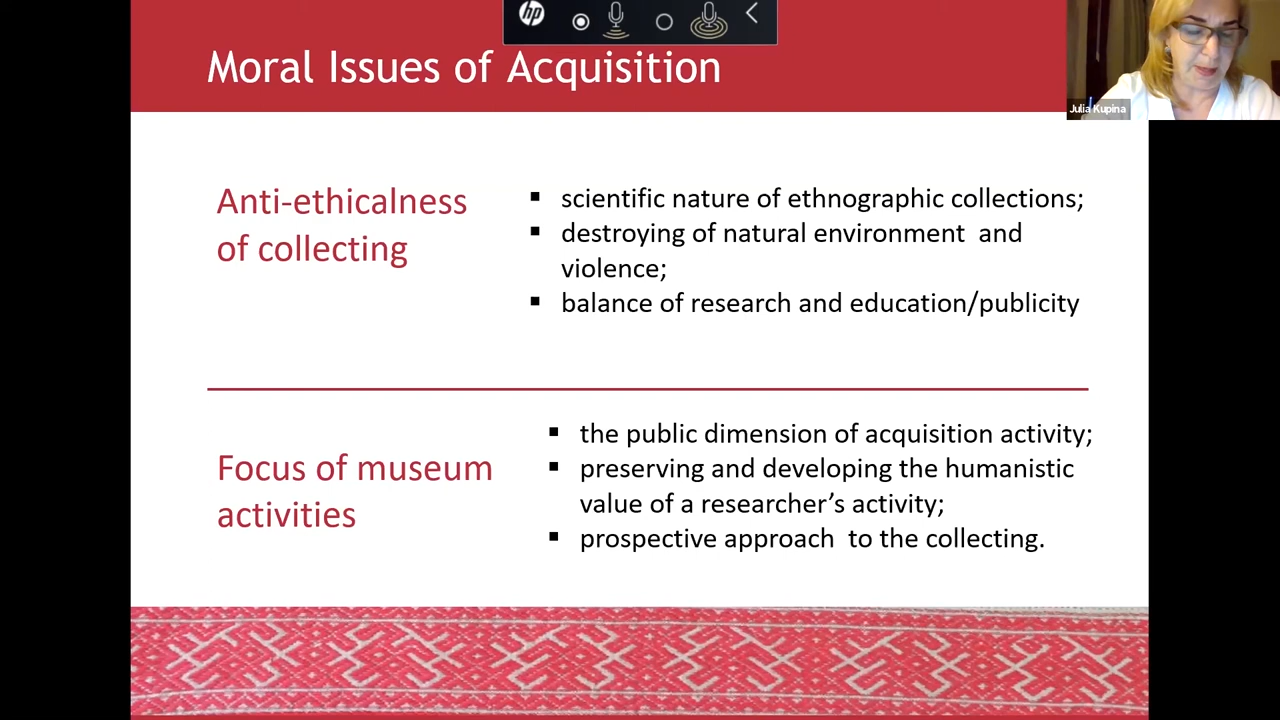 hp
Moral Issues of Acquisition
Julia Kupina
Anti-ethicalness
of collecting
scientific nature of ethnographic collections;
destroying of natural environment and
violence;
balance of research and education/publicity
Focus of museum
activities
the public dimension of acquisition activity;
preserving and developing the humanistic
value of a researcher’s activity;
prospective approach to the collecting.